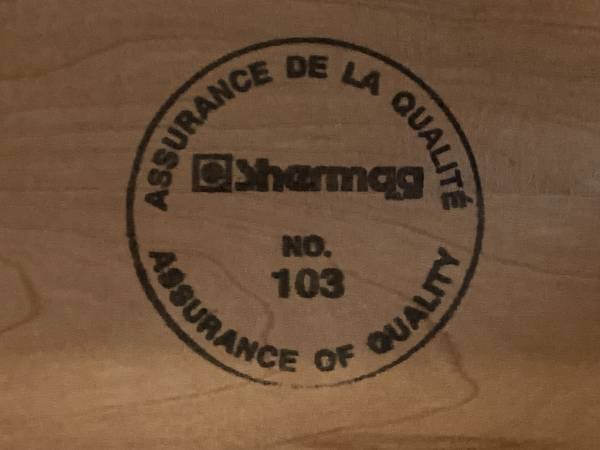 ASSURANCE DE LA QUALITÉ
Shermag
NO.
103
ASSURANCE OF QUALITY